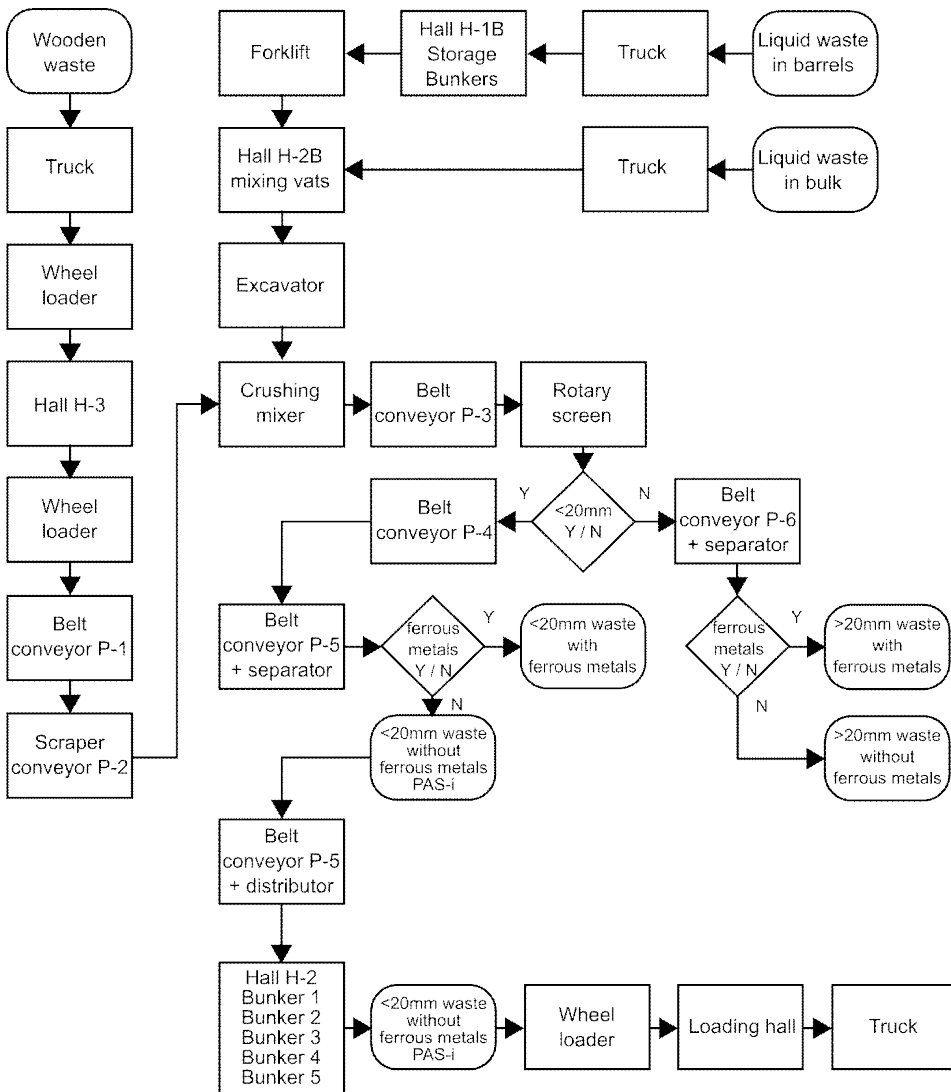 Wooden
waste
Truck
Wheel
loader
Hall H-3
Wheel
loader
Belt
conveyor P-1
Scraper
conveyor P-2
Forklift
Hall H-1B
Storage
Bunkers
Truck
Liquid waste
in barrels
Hall H-2B
mixing vats
Truck
Liquid waste
in bulk
Excavator
Crushing
mixer
Belt
conveyor P-3
Rotary
screen
<20mm
Y / N
Y
N
Belt
conveyor P-4
Belt
conveyor P-6
+ separator
Belt
conveyor P-5
+ separator
ferrous
metals
Y / N
Y
N
<20mm waste
with
ferrous metals
ferrous
metals
Y / N
Y
N
>20mm waste
with
ferrous metals
>20mm waste
without
ferrous metals
<20mm waste
without
ferrous metals
PAS-i
Belt
conveyor P-5
+ distributor
Hall H-2
Bunker 1
Bunker 2
Bunker 3
Bunker 4
Bunker 5
<20mm waste
without
ferrous metals
PAS-i
Wheel
loader
Loading hall
Truck